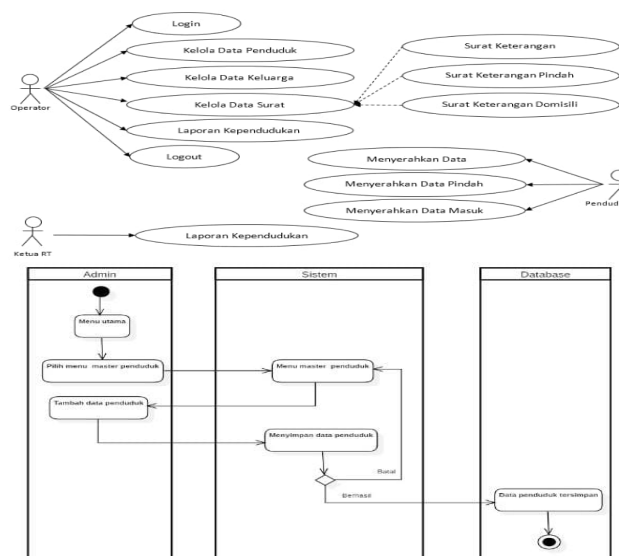 Login
Kelola Data Penduduk
Kelola Data Keluarga
Kelola Data Surat
Laporan Kependudukan
Logout
Operator
Surat Keterangan
Surat Keterangan Pindah
Surat Keterangan Domisili
Menyerahkan Data
Menyerahkan Data Pindah
Menyerahkan Data Masuk
Pendud
Ketua RT
Laporan Kependudukan
Admin
Sistem
Database
Menu utama
Pilih menu master penduduk
Menu master penduduk
Tambah data penduduk
Menyimpan data penduduk
Batal
Berhasil
Data penduduk tersimpan